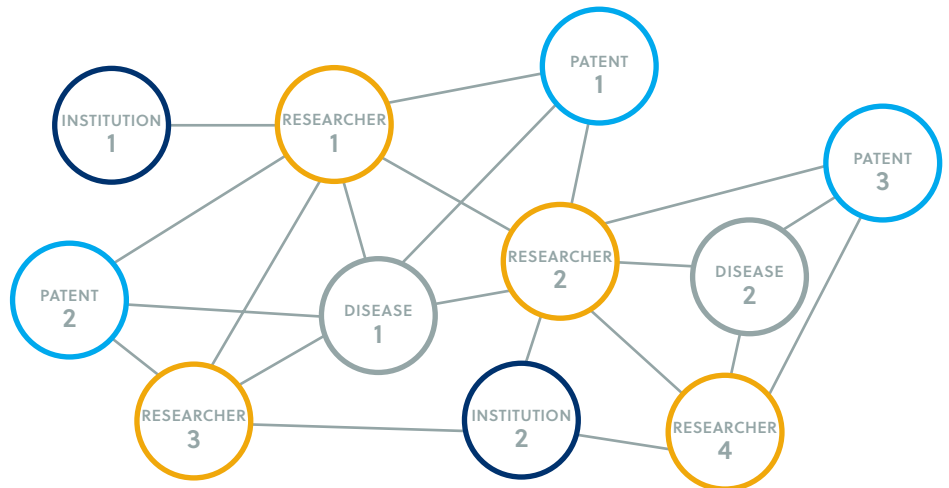 PATENT
1
INSTITUTION
1
RESEARCHER
1
PATENT
3
RESEARCHER
2
DISEASE
2
PATENT
2
DISEASE
1
RESEARCHER
3
INSTITUTION
2
RESEARCHER
4